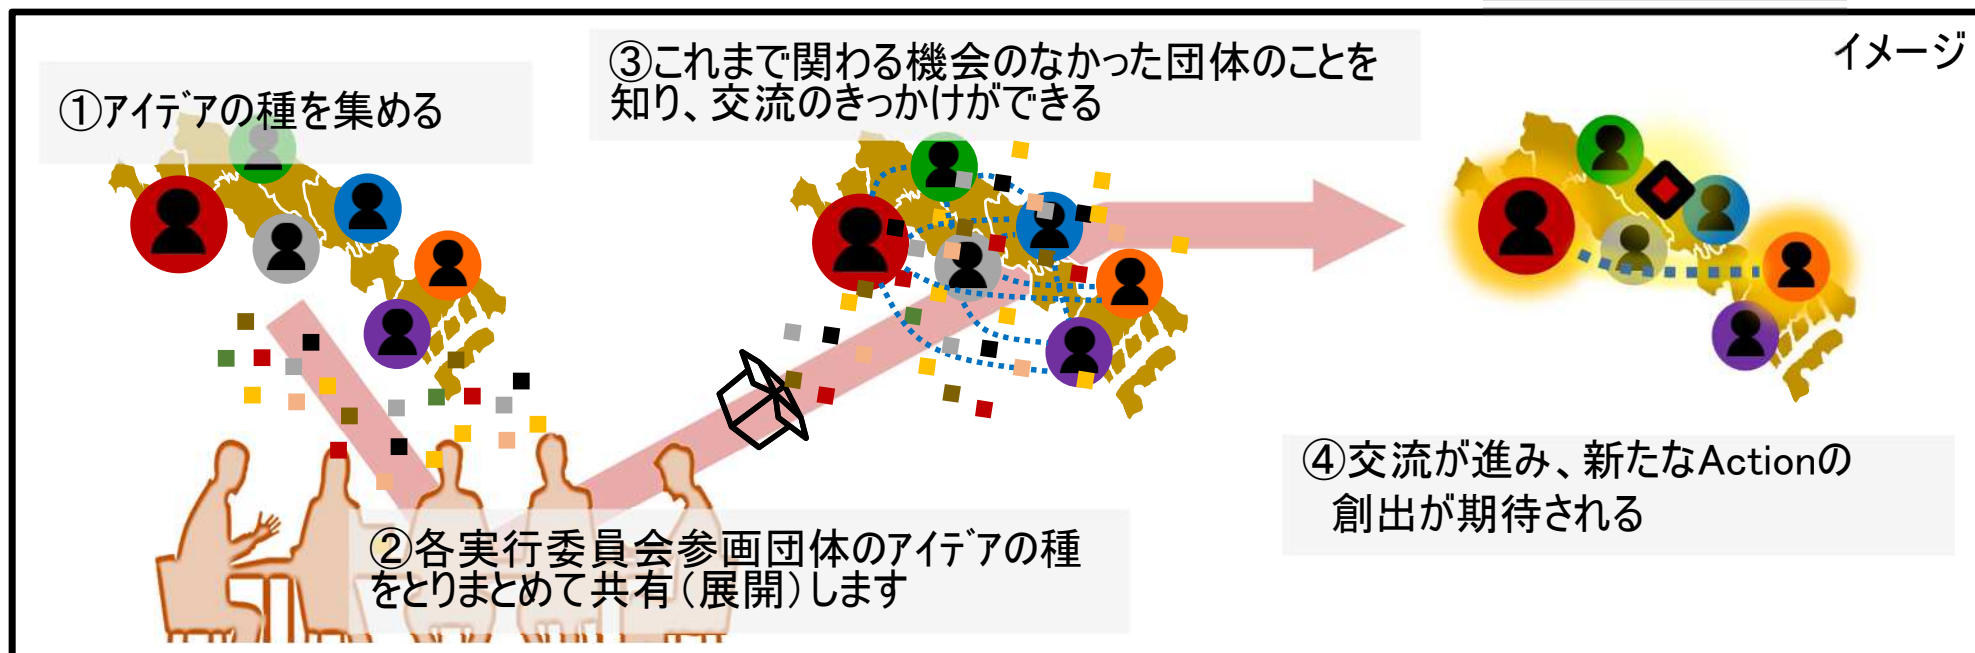 イメージ
①アイデアの種を集める
②各実行委員会参画団体のアイデアの種
をとりまとめて共有（展開）します
③これまで関わる機会のなかった団体のことを
知り、交流のきっかけができる
④交流が進み、新たなActionの
創出が期待される